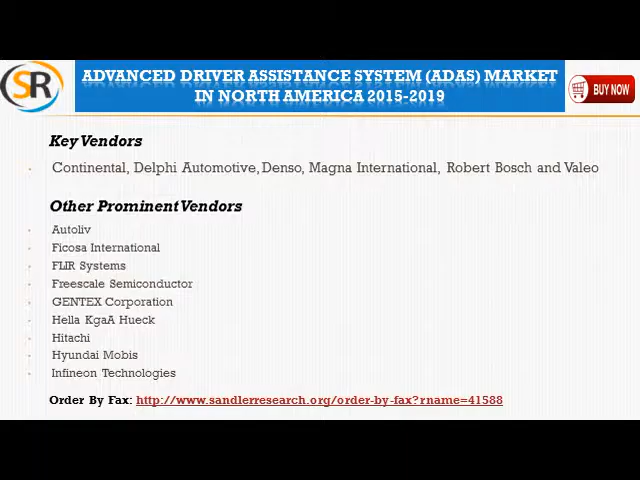 SR
ADVANCED DRIVER ASSISTANCE SYSTEM (ADAS) MARKET
IN NORTH AMERICA 2015-2019
BUY NOW
Key Vendors
Continental, Delphi Automotive, Denso, Magna International, Robert Bosch and Valeo
Other Prominent Vendors
Autoliv
Ficosa International
FLIR Systems
Freescale Semiconductor
GENTEX Corporation
Hella KgaA Hueck
Hitachi
Hyundai Mobis
Infineon Technologies
Order By Fax: http://www.sandlerresearch.org/order-by-fax?rname=41588